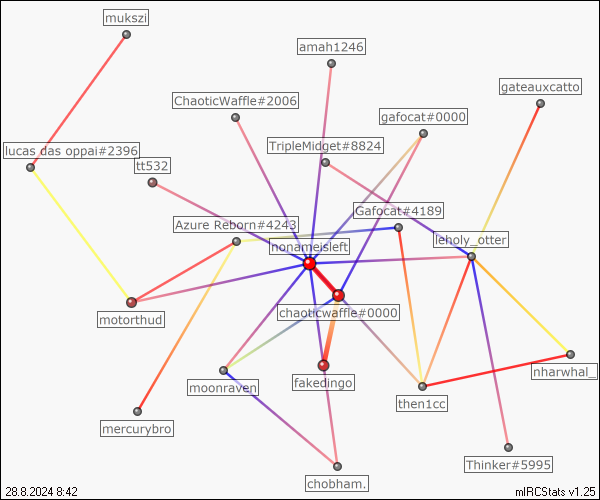 mukszi
amah1246
gateauxcatto
ChaoticWaffle#2006
gafocat#0000
lucas das oppai#2396
TripleMidget#8824
tt532
Gafocat#4189
Azure Reborn#4243
leholy_otter
nonameisleft
motorthud
chaoticwaffle#0000
nharwhal_
moonraven
fakedingo
then1cc
mercurybro
Thinker#5995
chobham.
28.8.2024 8:42
mIRCStats v1.25